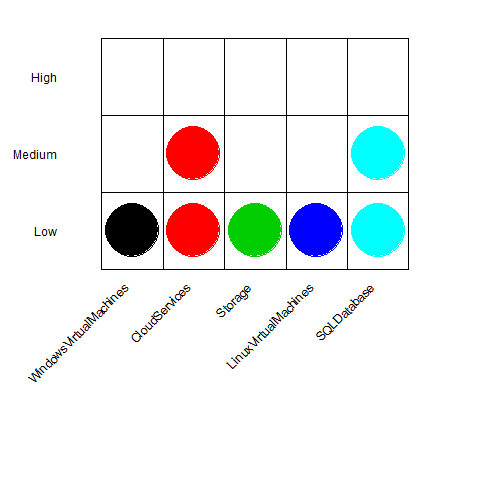 High
Medium
Low
WindowsVirtualMachines
CloudServices
Storage
LinuxVirtualMachines
SQLDatabase